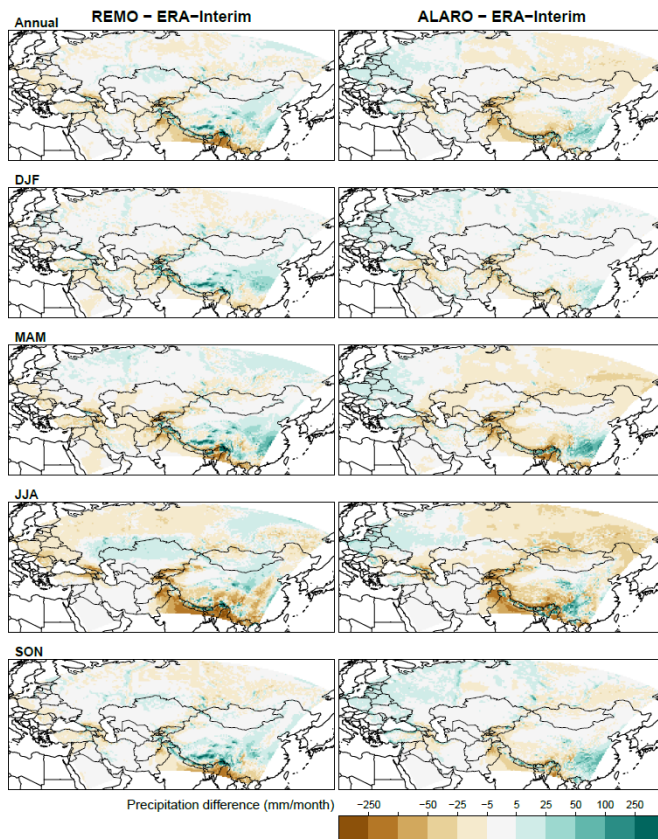 REMO − ERA−Interim
ALARO − ERA−Interim
Annual
DJF
MAM
JJA
SON
Precipitation difference (mm/month)
−250 −50 −25 −5 5 25 50 100 250